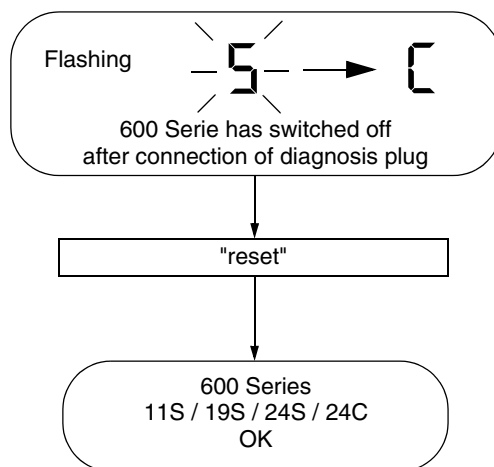 Flashing 5 C
600 Serie has switched off
after connection of diagnosis plug
"reset"
600 Series
11S / 19S / 24S / 24C
OK